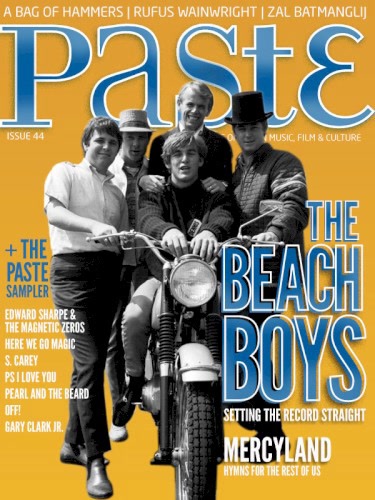 A BAG OF HAMMERS | RUFUS WAINWRIGHT | ZAL BATMANGLIJ
Paste
ISSUE 44
MUSIC, FILM & CULTURE
THE
BEACH
BOYS
SETTING THE RECORD STRAIGHT
MERCYLAND
HYMNS FOR THE REST OF US
+ THE
PASTE
SAMPLER
EDWARD SHARPE &
THE MAGNETIC ZEROS
HERE WE GO MAGIC
S. CAREY
PS I LOVE YOU
PEARL AND THE BEARD
OFF!
GARY CLARK JR.